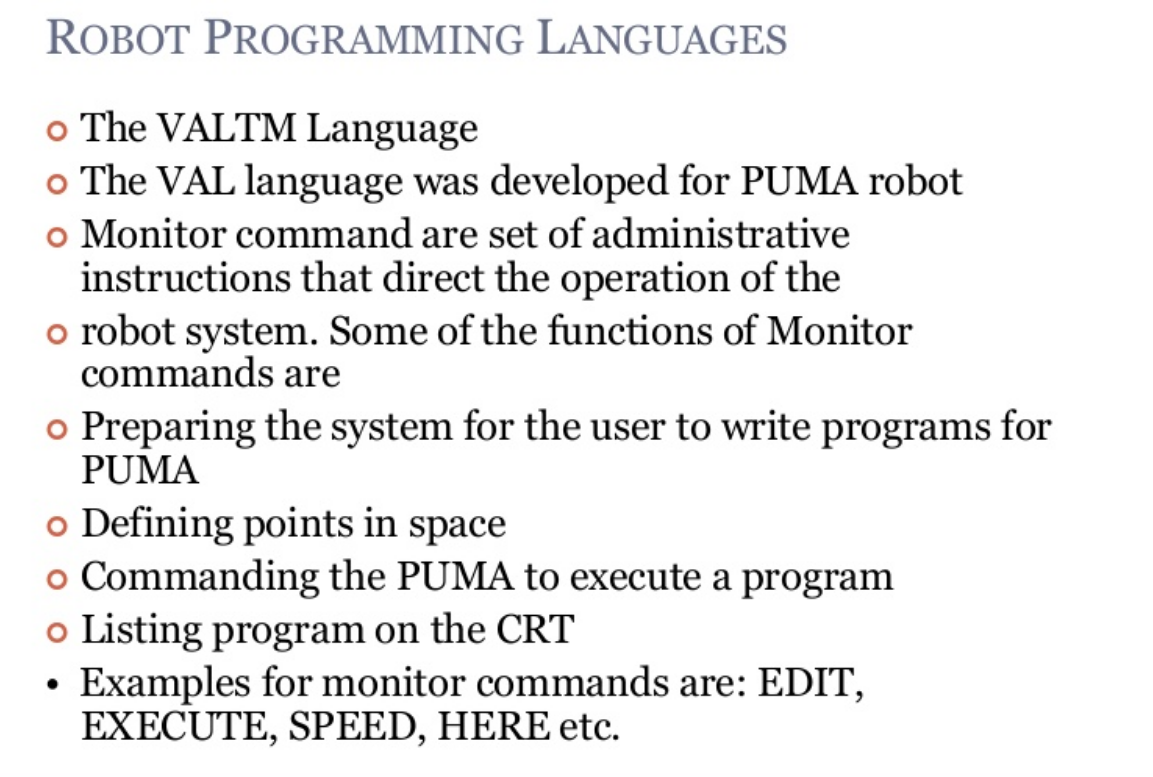 ROBOT PROGRAMMING LANGUAGES
The VALTM Language
The VAL language was developed for PUMA robot
Monitor command are set of administrative
instructions that direct the operation of the
robot system. Some of the functions of Monitor
commands are
Preparing the system for the user to write programs for
PUMA
Defining points in space
Commanding the PUMA to execute a program
Listing program on the CRT
• Examples for monitor commands are: EDIT,
EXECUTE, SPEED, HERE etc.